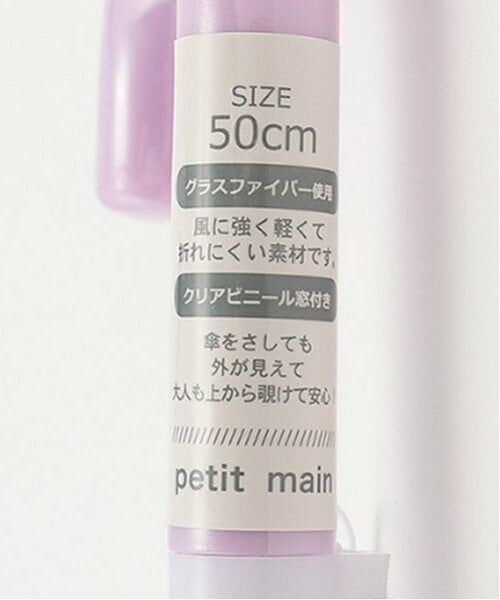 SIZE
50cm
グラスファイバー使用
風に強く軽くて
折れにくい素材です。
クリアビニール窓付き
傘をさしても
外が見えて
大人も上から覗けて安心！
petit main